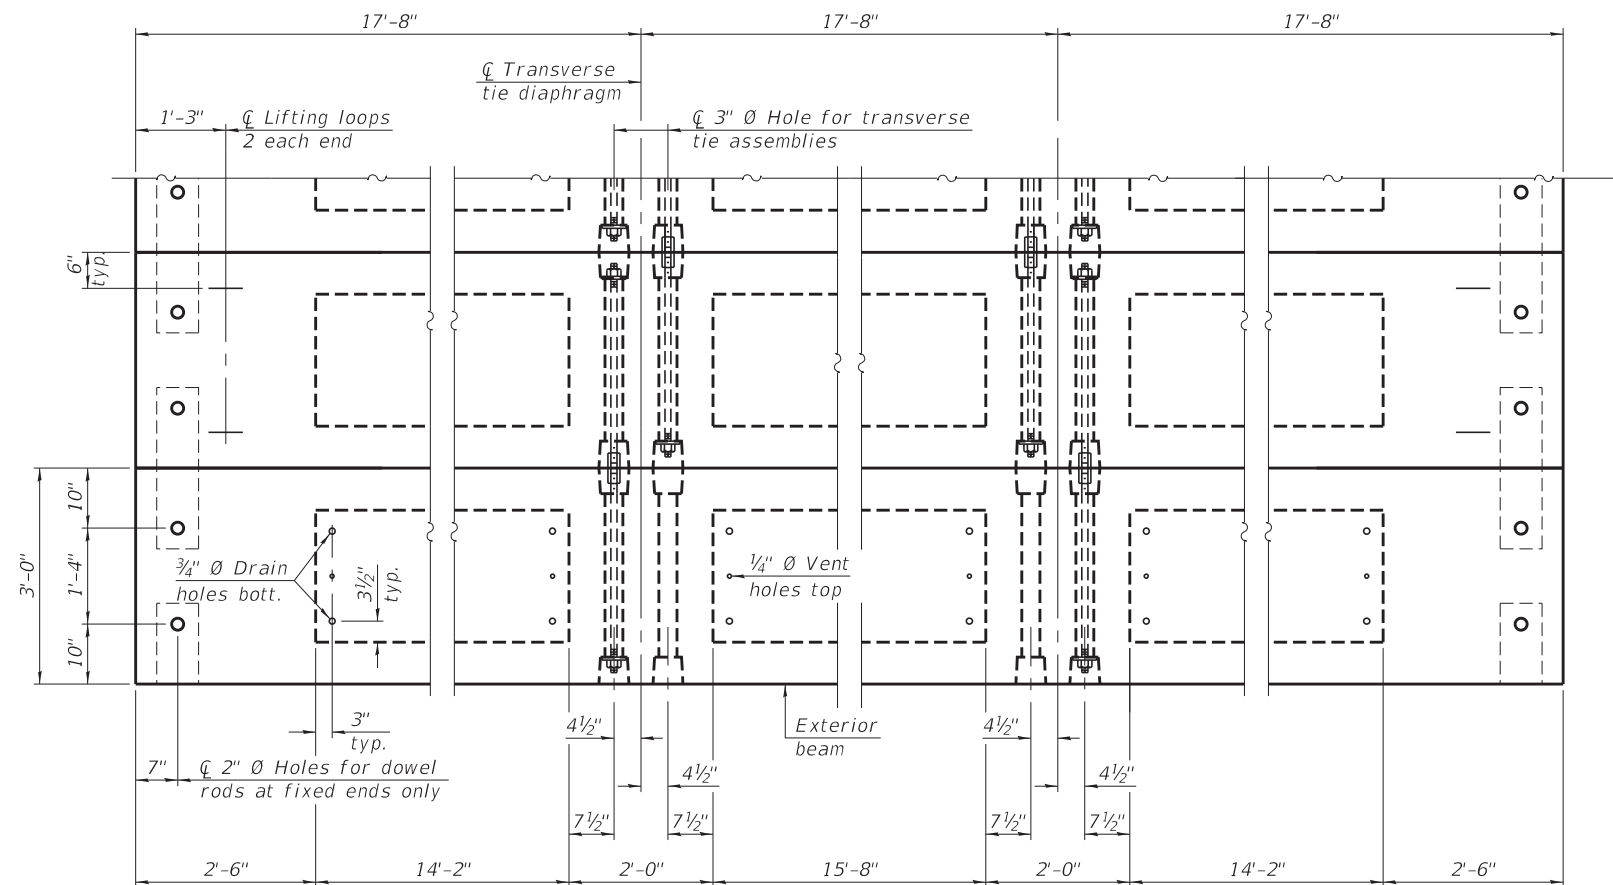 17'-8"
17'-8"
17'-8"
℄ Transverse
tie diaphragm
1'-3"
℄ Lifting loops
2 each end
℄ 3" Ø Hole for transverse
tie assemblies
6"
typ.
10"
3'-0"
1'-4"
10"
¾" Ø Drain
holes bott.
3½"
typ.
¼" Ø Vent
holes top
3"
typ.
4½"
Exterior
beam
4½"
7"
℄ 2" Ø Holes for dowel
rods at fixed ends only
4½"
4½"
7½"
7½"
7½"
7½"
2'-6"
14'-2"
2'-0"
15'-8"
2'-0"
14'-2"
2'-6"